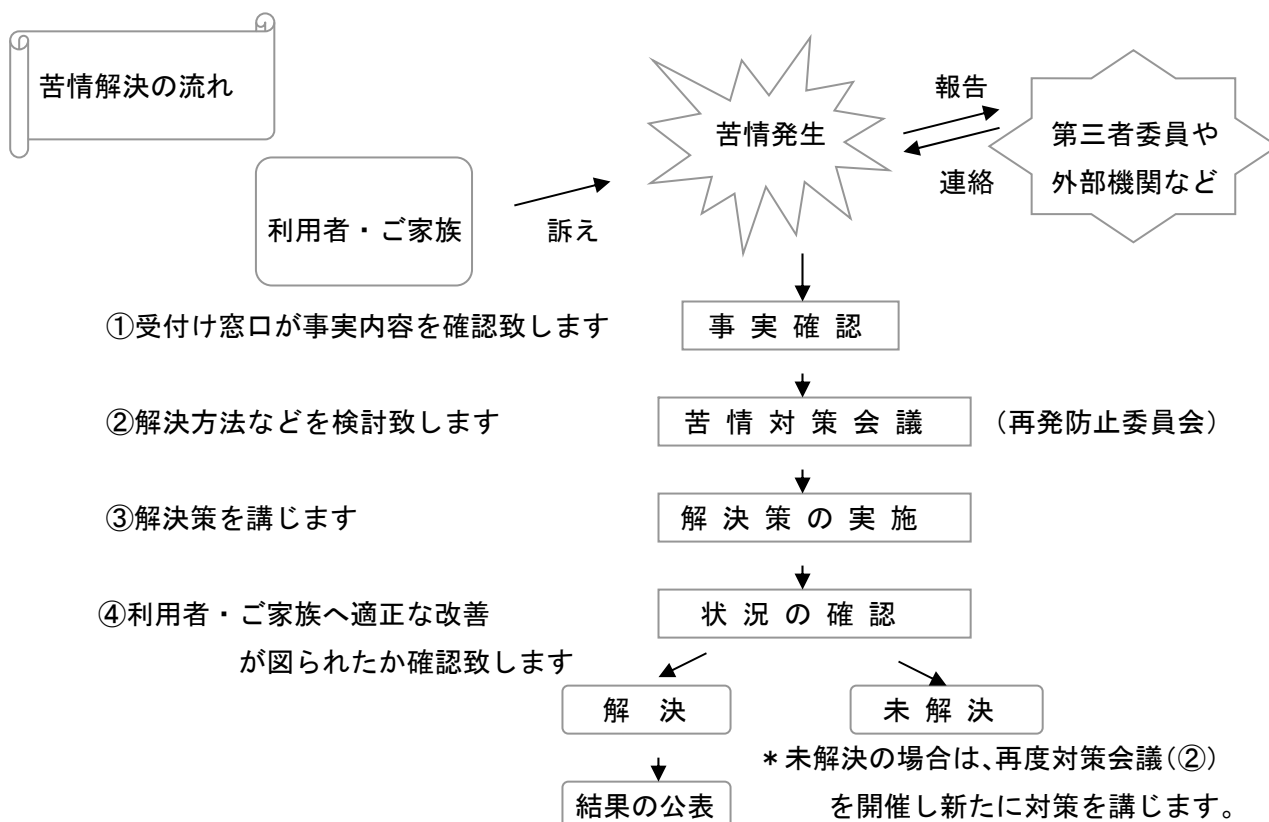 苦情解決の流れ
苦情発生
報告
連絡
第三者委員や
外部機関など
利用者・ご家族
訴え
①受付け窓口が事実内容を確認致します
事実確認
②解決方法などを検討致します
苦情対策会議
(再発防止委員会)
③解決策を講じます
解決策の実施
④利用者・ご家族へ適正な改善
が図られたか確認致します
状況の確認
解決
未解決
*未解決の場合は、再度対策会議(②)
を開催し新たに対策を講じます。
結果の公表